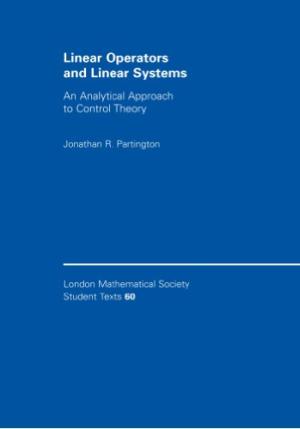 Linear Operators
and Linear Systems
An Analytical Approach
to Control Theory
Jonathan R. Partington
London Mathematical Society
Student Texts 60